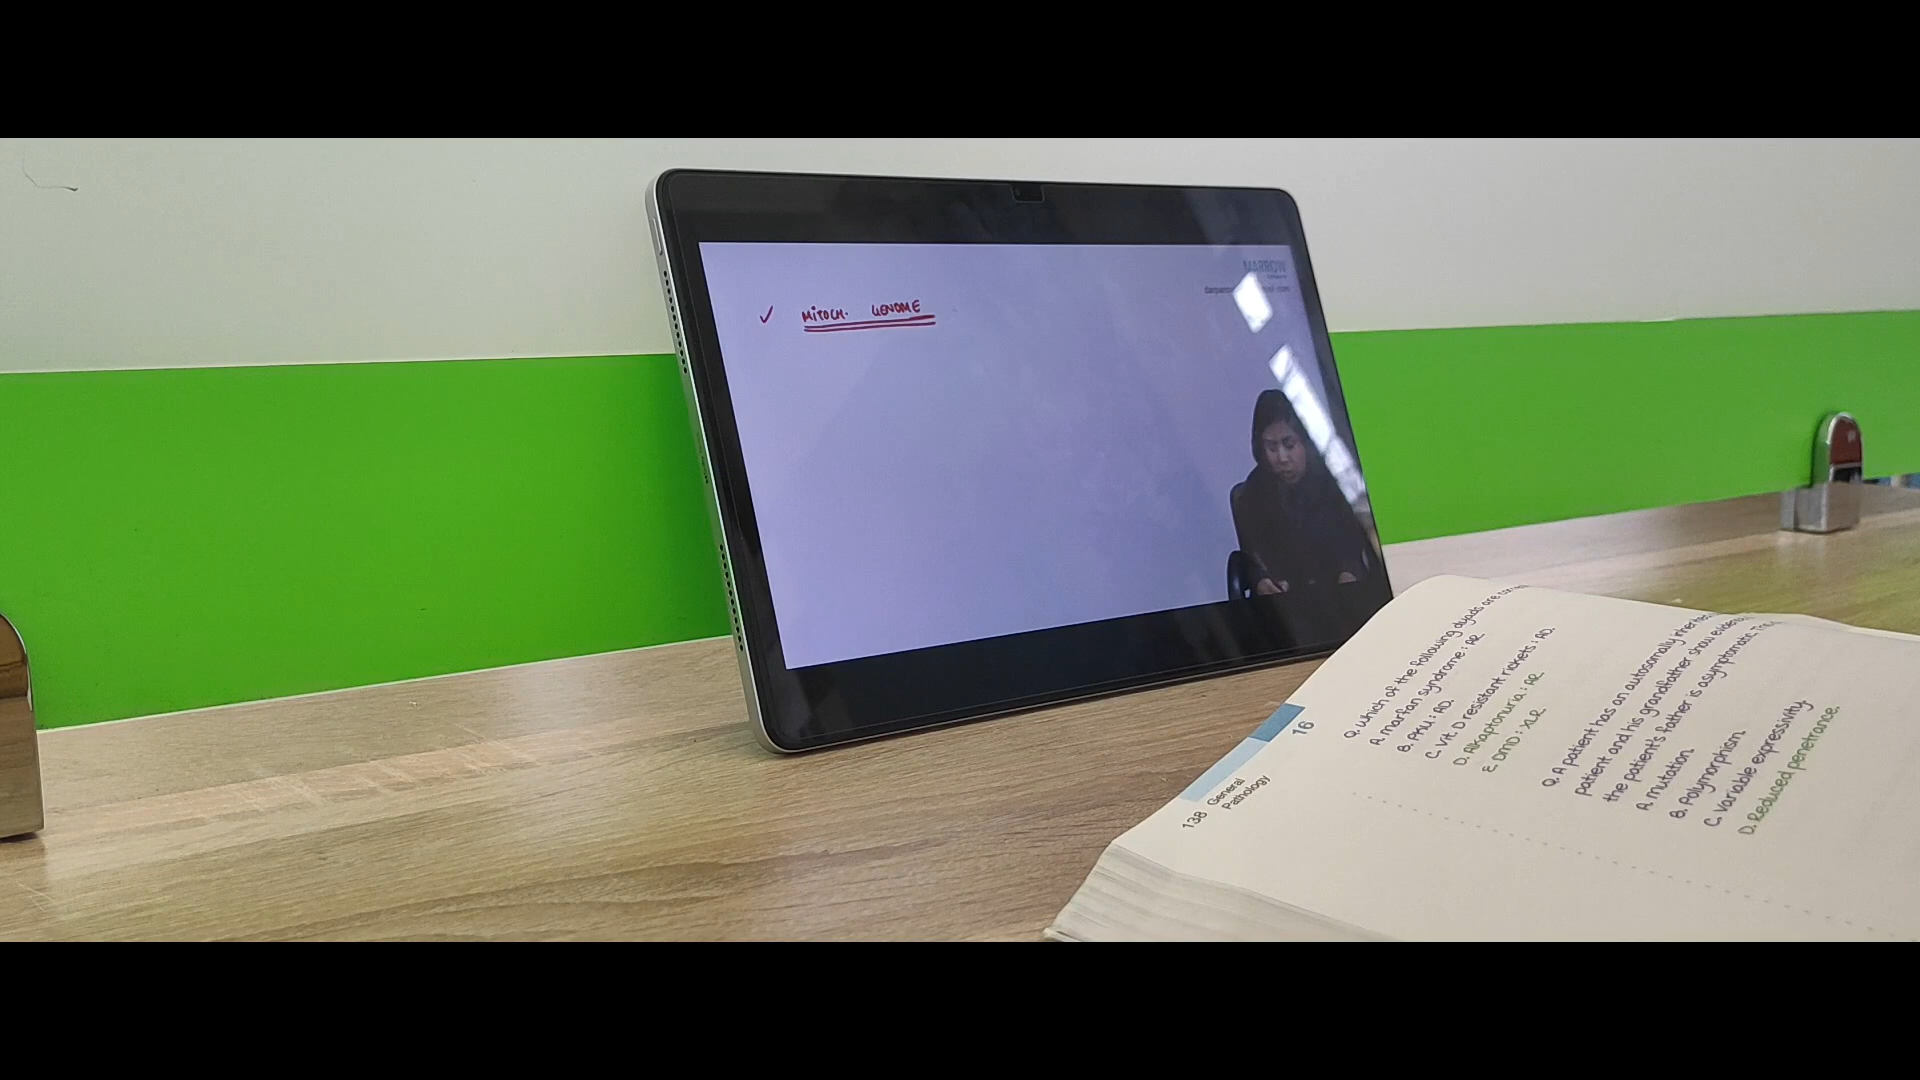 MARROW
✓ MITOCH. GENOME
Q. Which of the following dyads are
A. Marfan syndrome : AR
B. PKU : AD.
C. Vit D resistant rickets : AD.
D. Alkaptonuria : AR
E. DMD : XLR
Q. A patient has an autosomally
patient and his grandfather show
the patient's father is asymptomatic.
A. mutation
B. Polymorphism.
C. Variable expressivity
D. Reduced penetrance.
138 General
Pathology
16